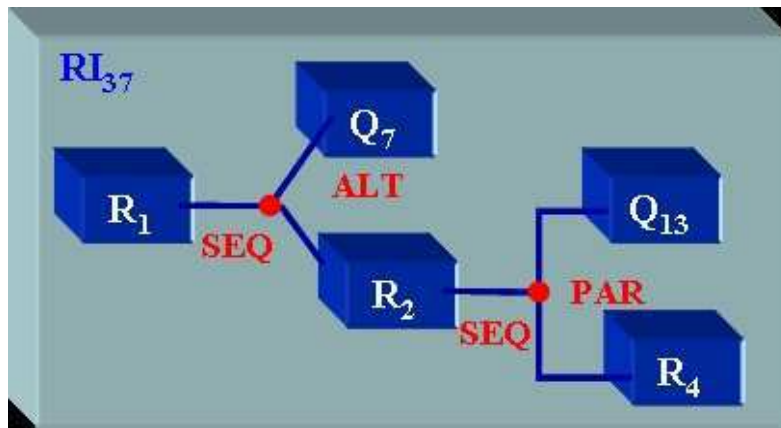 RI37
Q7
R1
ALT
SEQ
Q13
R2
PAR
SEQ
R4